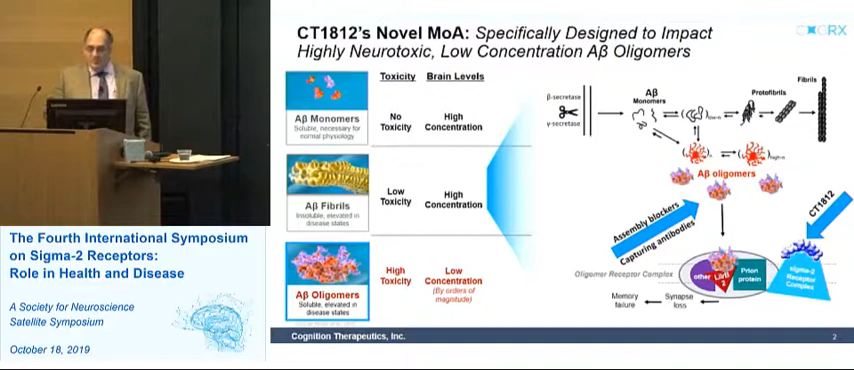 CT1812's Novel MoA: Specifically Designed to Impact
Highly Neurotoxic, Low Concentration Aβ Oligomers
Toxicity
Brain Levels
Aβ Monomers
Soluble, necessary for
normal physiology
No
Toxicity
High
Concentration
Aβ Fibrils
Insoluble, elevated in
disease states
Low
Toxicity
High
Concentration
Aβ Oligomers
Soluble, elevated in
disease states
High
Toxicity
Low
Concentration
(By orders of
magnitude)
β-secretase
γ-secretase
Aβ
Monomers
Protofibrils
Fibrils
Aβ oligomers
Assembly blockers
Capturing antibodies
CT1812
Oligomer Receptor Complex
other
LilrB
2
Prion
protein
sigma-2
Receptor
Complex
Memory
failure
Synapse
loss
Cognition Therapeutics, Inc.
2
The Fourth International Symposium
on Sigma-2 Receptors:
Role in Health and Disease
A Society for Neuroscience
Satellite Symposium
October 18, 2019